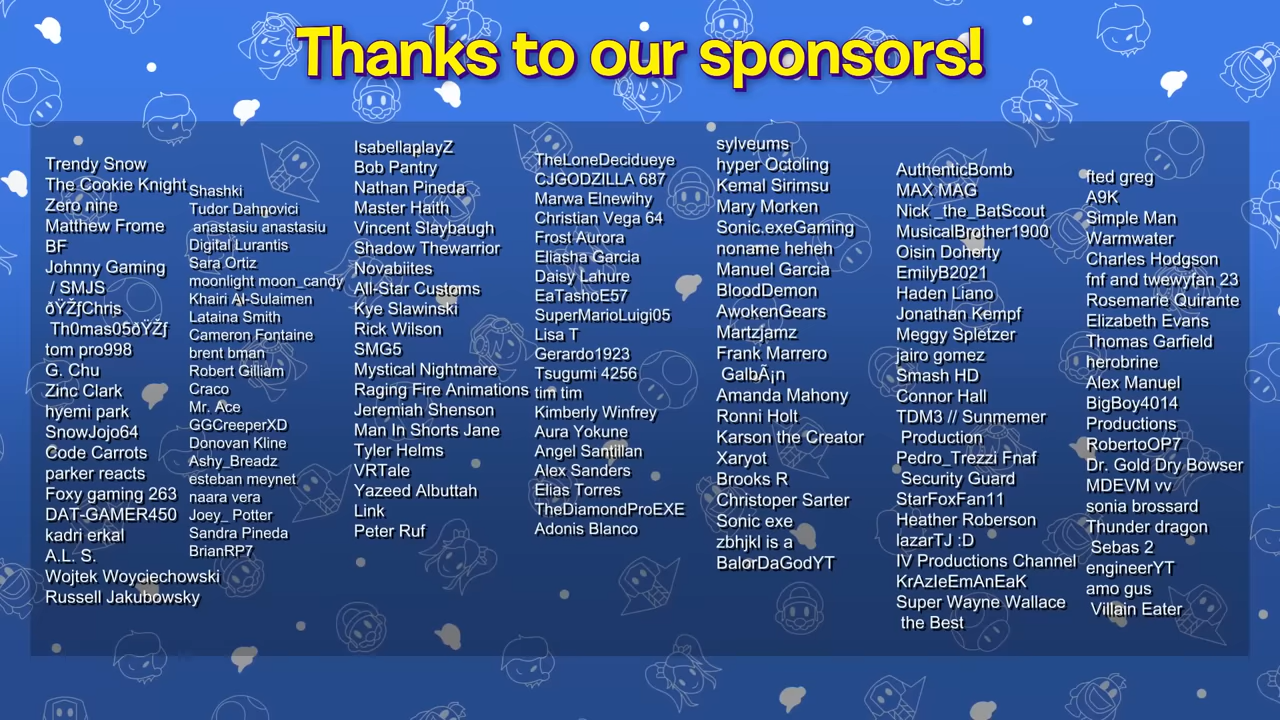 Thanks to our sponsors!
Trendy Snow
The Cookie Knight
Zero nine
Matthew Frome
BF
Johnny Gaming
/ SMJS
ðŸŽƒChris
Th0mas05ðŸŽƒ
tom pro998
G. Chu
Zinc Clark
hyemi park
SnowJojo64
Code Carrots
parker reacts
Foxy gaming 263
DAT-GAMER450
kadri erkal
A.L. S.
Wojtek Woyciechowski
Russell Jakubowsky
Shashki
Tudor Dahnovici
anastasiu anastasiu
Digital Lurantis
Sara Ortiz
moonlight moon_candy
Khairi Al-Sulaimen
Lataina Smith
Cameron Fontaine
brent bman
Robert Gilliam
Craco
Mr. Ace
GGCreeperXD
Donovan Kline
Ashy_Breadz
esteban meynet
naara vera
Joey_ Potter
Sandra Pineda
BrianRP7
IsabellaplayZ
Bob Pantry
Nathan Pineda
Master Haith
Vincent Slaybaugh
Shadow Thewarrior
Novabiites
All-Star Customs
Kye Slawinski
Rick Wilson
SMG5
Mystical Nightmare
Raging Fire Animations
Jeremiah Shenson
Man In Shorts Jane
Tyler Helms
VRTale
Yazeed Albuttah
Link
Peter Ruf
TheLoneDecidueye
CJGODZILLA 687
Marwa Elnewihy
Christian Vega 64
Frost Aurora
Eliasha Garcia
Daisy Lahure
EaTashoE57
SuperMarioLuigi05
Lisa T
Gerardo1923
Tsugumi 4256
tim tim
Kimberly Winfrey
Aura Yokune
Angel Santillan
Alex Sanders
Elias Torres
TheDiamondProEXE
Adonis Blanco
sylveums
hyper Octoling
Kemal Sirimsu
Mary Morken
Sonic.exeGaming
noname heheh
Manuel Garcia
BloodDemon
AwokenGears
Martzjamz
Frank Marrero
GalbÃ¡n
Amanda Mahony
Ronni Holt
Karson the Creator
Xaryot
Brooks R
Christoper Sarter
Sonic exe
zbhjkl is a
BalorDaGodYT
AuthenticBomb
MAX MAG
Nick _the_BatScout
MusicalBrother1900
Oisin Doherty
EmilyB2021
Haden Liano
Jonathan Kempf
Meggy Spletzer
jairo gomez
Smash HD
Connor Hall
TDM3 // Sunmemer
Production
Pedro_Trezzi Fnaf
Security Guard
StarFoxFan11
Heather Roberson
lazarTJ :D
IV Productions Channel
KrAzIeEmAnEaK
Super Wayne Wallace
the Best
fted greg
A9K
Simple Man
Warmwater
Charles Hodgson
fnf and twewyfan 23
Rosemarie Quirante
Elizabeth Evans
Thomas Garfield
herobrine
Alex Manuel
BigBoy4014
Productions
RobertoOP7
Dr. Gold Dry Bowser
MDEVM vv
sonia brossard
Thunder dragon
Sebas 2
engineerYT
amo gus
Villain Eater